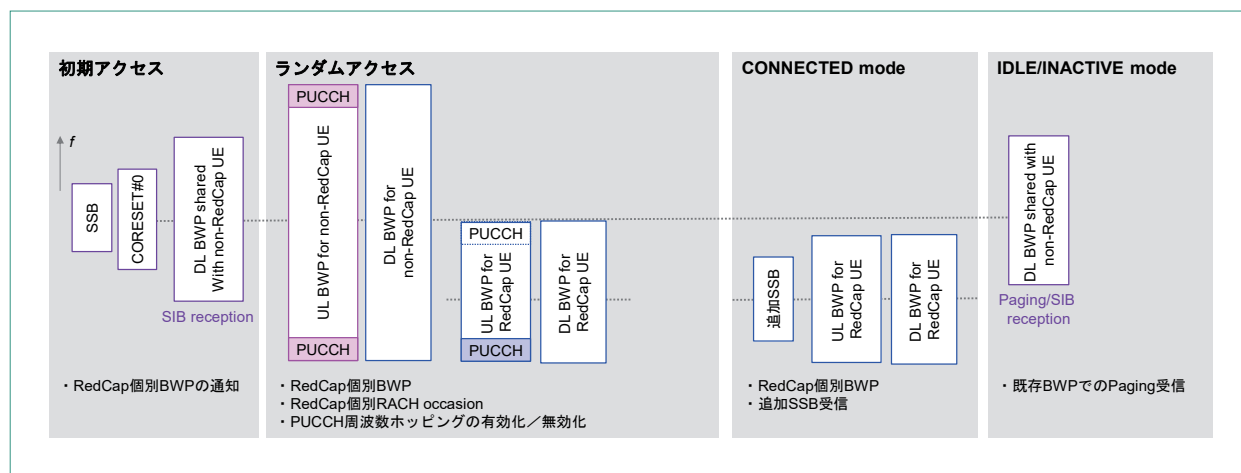 初期アクセス
f
SSB
CORESET#0
DL BWP shared
With non-RedCap UE
SIB reception
・RedCap個別BWPの通知
ランダムアクセス
PUCCH
UL BWP for non-RedCap UE
PUCCH
DL BWP for
non-RedCap UE
PUCCH
UL BWP for
RedCap UE
PUCCH
DL BWP for
RedCap UE
・RedCap個別BWP
・RedCap個別RACH occasion
・PUCCH周波数ホッピングの有効化／無効化
CONNECTED mode
追加SSB
UL BWP for
RedCap UE
DL BWP for
RedCap UE
・RedCap個別BWP
・追加SSB受信
IDLE/INACTIVE mode
DL BWP shared with
non-RedCap UE
Paging/SIB
reception
・既存BWPでのPaging受信